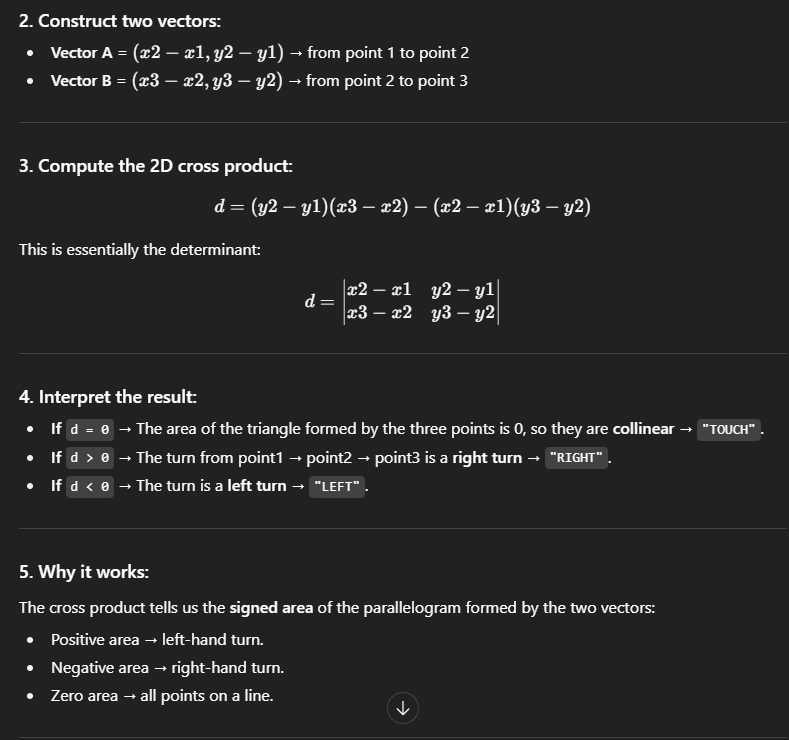 2. Construct two vectors:
• Vector A = (x2 − x1, y2 − y1) → from point 1 to point 2
• Vector B = (x3 − x2, y3 − y2) → from point 2 to point 3
3. Compute the 2D cross product:
d = (y2 − y1)(x3 − x2) − (x2 − x1)(y3 − y2)
This is essentially the determinant:
d = |x2 − x1 y2 − y1|
|x3 − x2 y3 − y2|
4. Interpret the result:
• If d = 0 → The area of the triangle formed by the three points is 0, so they are collinear → "TOUCH".
• If d > 0 → The turn from point1 → point2 → point3 is a right turn → "RIGHT".
• If d < 0 → The turn is a left turn → "LEFT".
5. Why it works:
The cross product tells us the signed area of the parallelogram formed by the two vectors:
• Positive area → left-hand turn.
• Negative area → right-hand turn.
• Zero area → all points on a line.